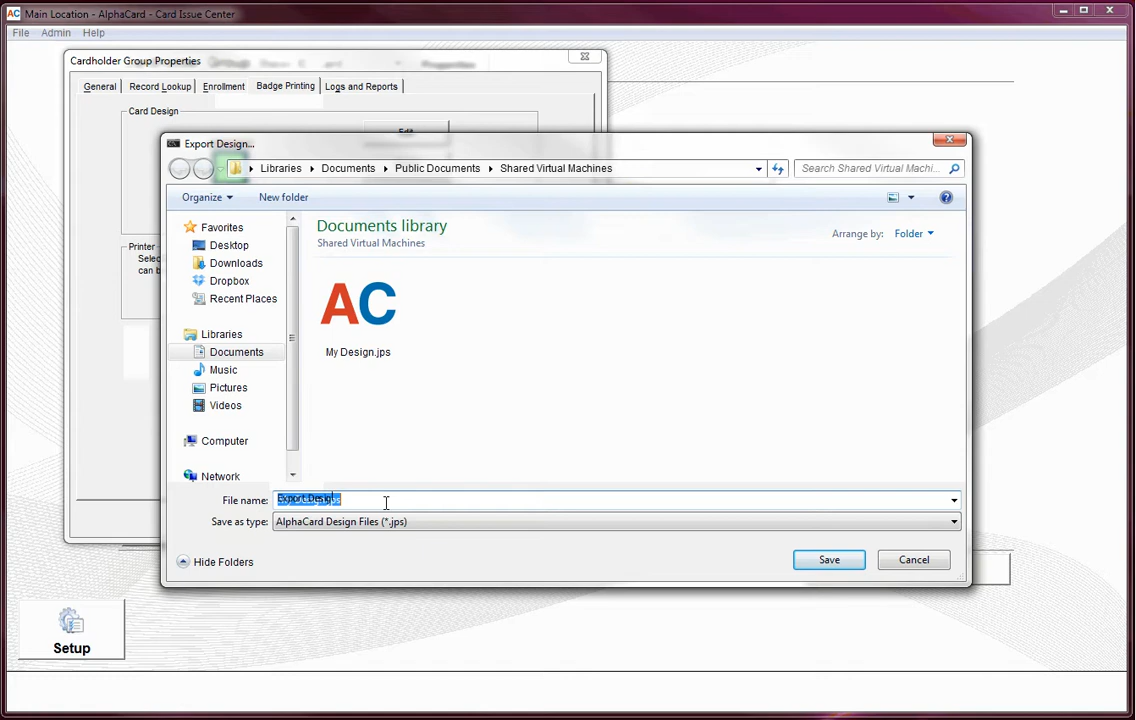 Main Location - AlphaCard - Card Issue Center
File Admin Help
Cardholder Group Properties
General Record Lookup Enrollment Badge Printing Logs and Reports
Card Design
Edit
Export Design...
Libraries Documents Public Documents Shared Virtual Machines
Search Shared Virtual Machi...
Organize New folder
Favorites
Desktop
Downloads
Dropbox
Recent Places
Libraries
Documents
Music
Pictures
Videos
Computer
Network
Documents library
Shared Virtual Machines
Arrange by: Folder
AC
My Design.jps
Printer
Selec
can b
File name:
Save as type: AlphaCard Design Files (*.jps)
Hide Folders
Save Cancel
Setup